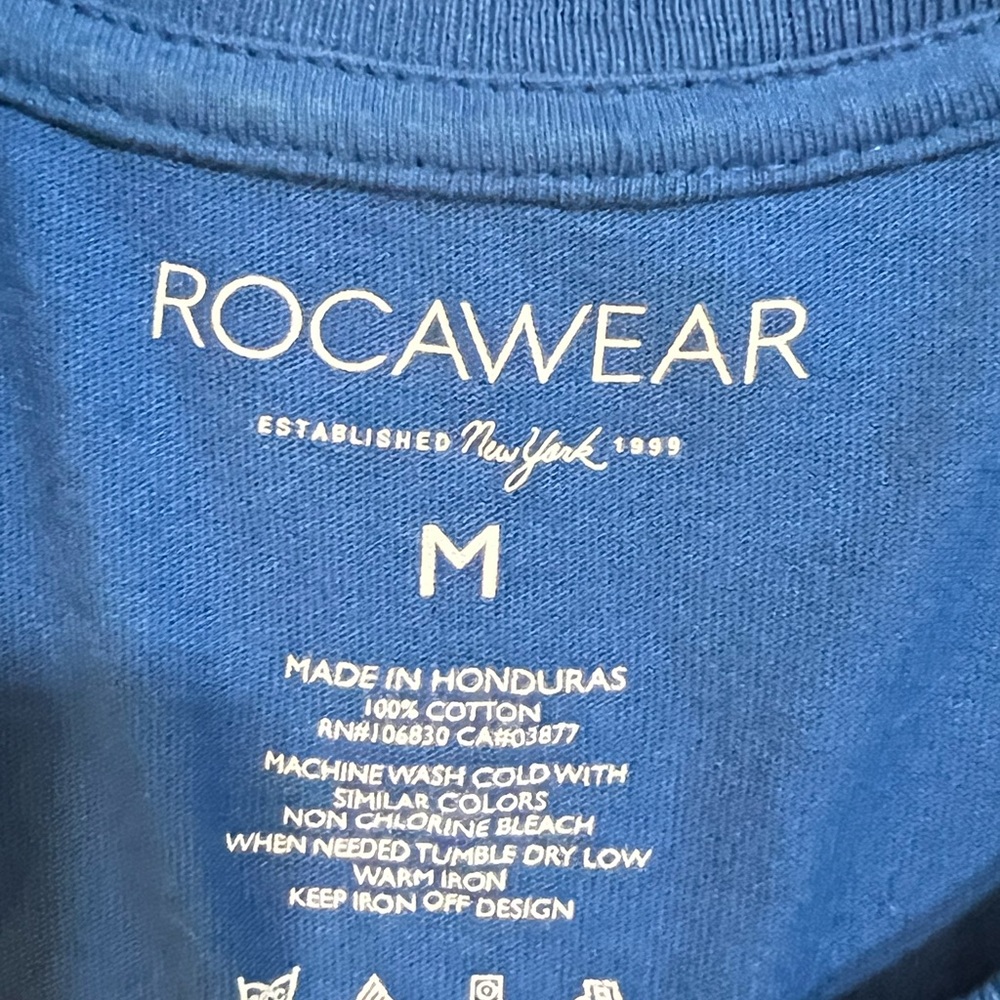 ROCAWEAR
ESTABLISHED New York 1999
M
MADE IN HONDURAS
100% COTTON
RN#106830 CA#03877
MACHINE WASH COLD WITH
SIMILAR COLORS
NON CHLORINE BLEACH
WHEN NEEDED TUMBLE DRY LOW
WARM IRON
KEEP IRON OFF DESIGN